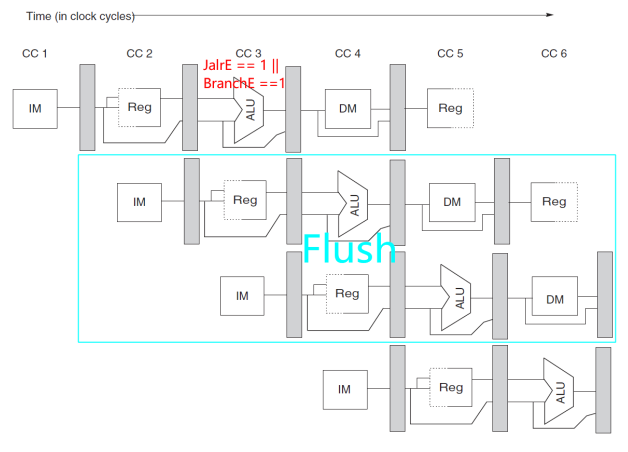 Time (in clock cycles)
CC 1 CC 2 CC 3 CC 4 CC 5 CC 6
JalrE == 1 ||
BranchE ==1
IM Reg ALU DM Reg
IM Reg ALU DM Reg
Flush
IM Reg ALU DM
IM Reg ALU